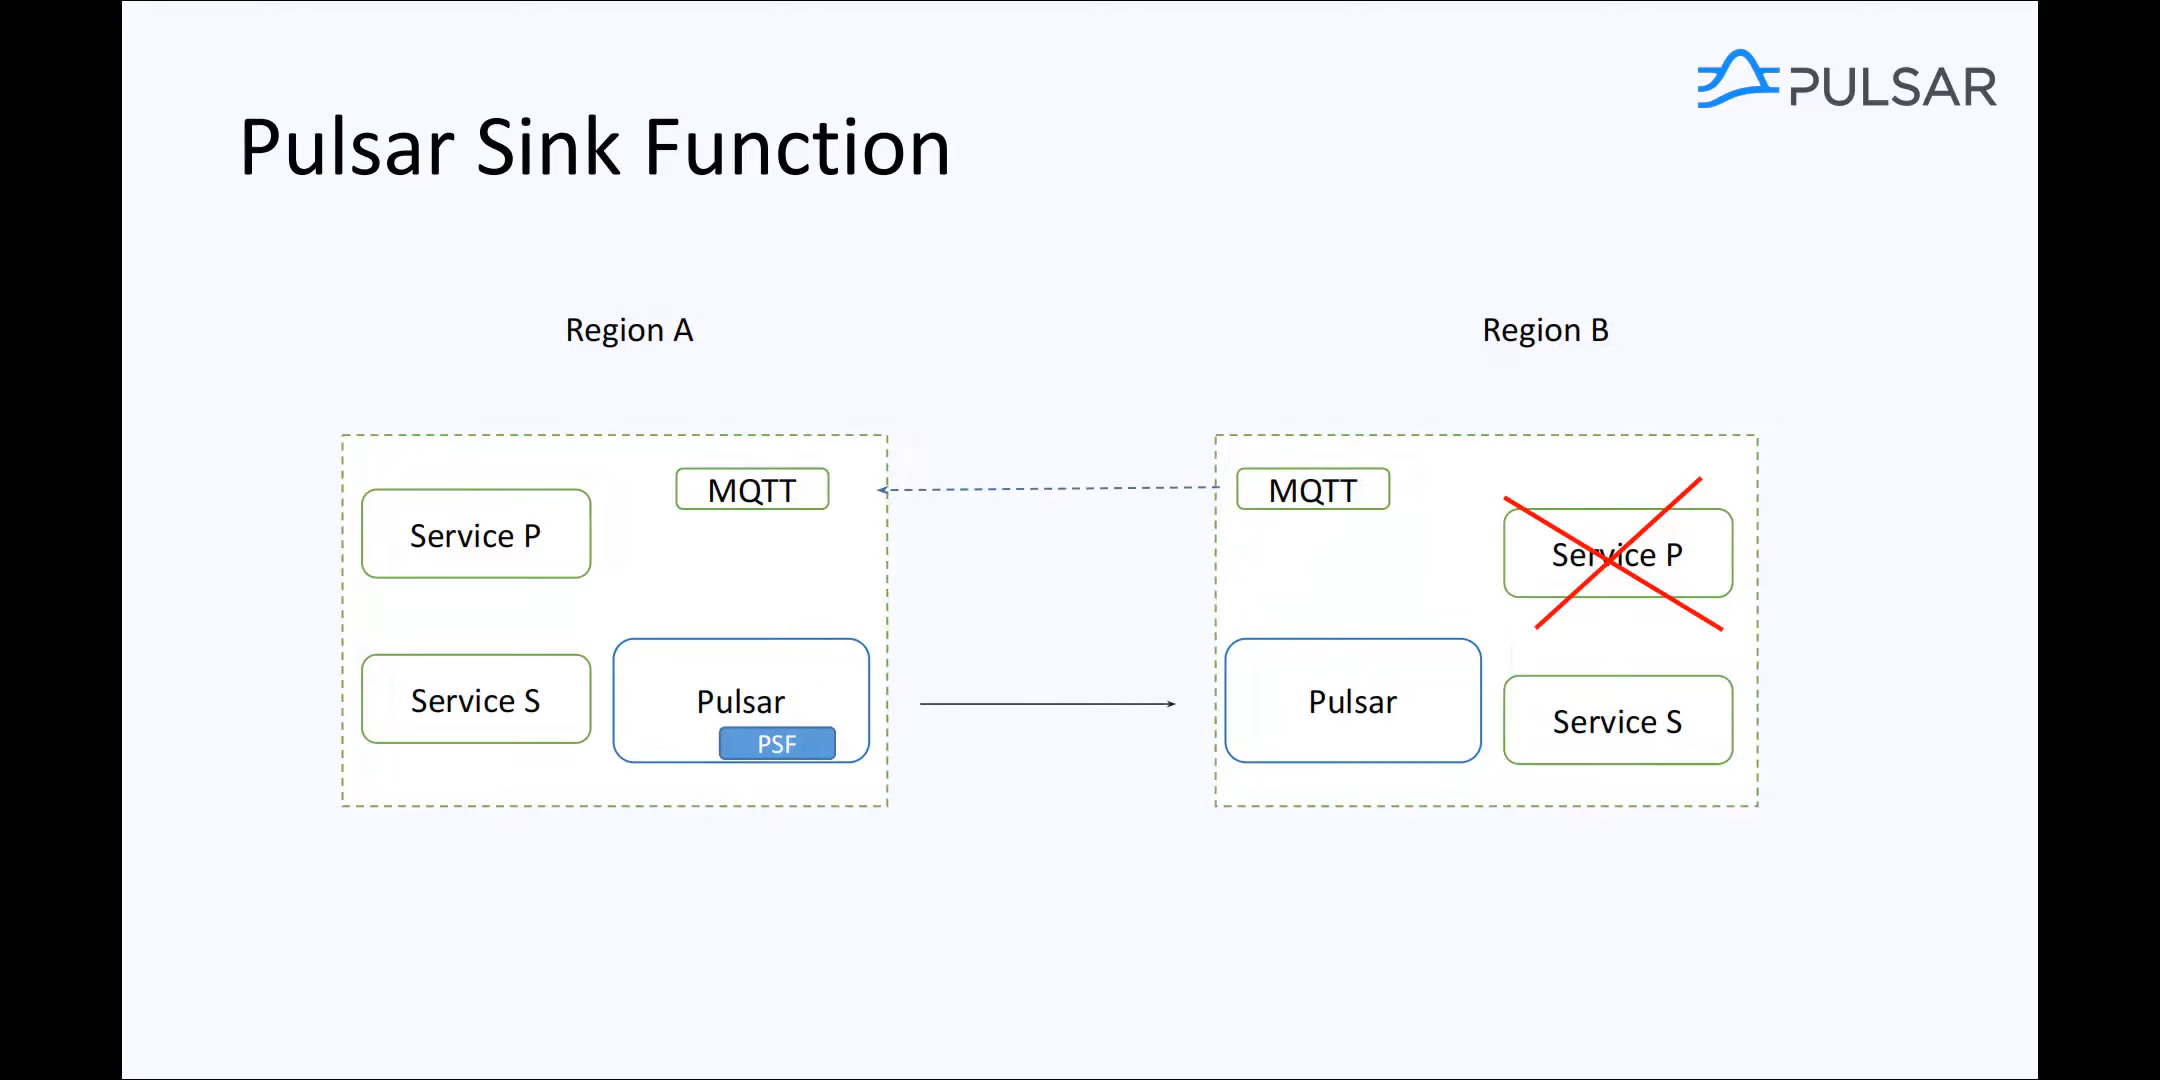 PULSAR
Pulsar Sink Function
Region A
Region B
MQTT
Service P
Service S
Pulsar
PSF
MQTT
Service P
Pulsar
Service S